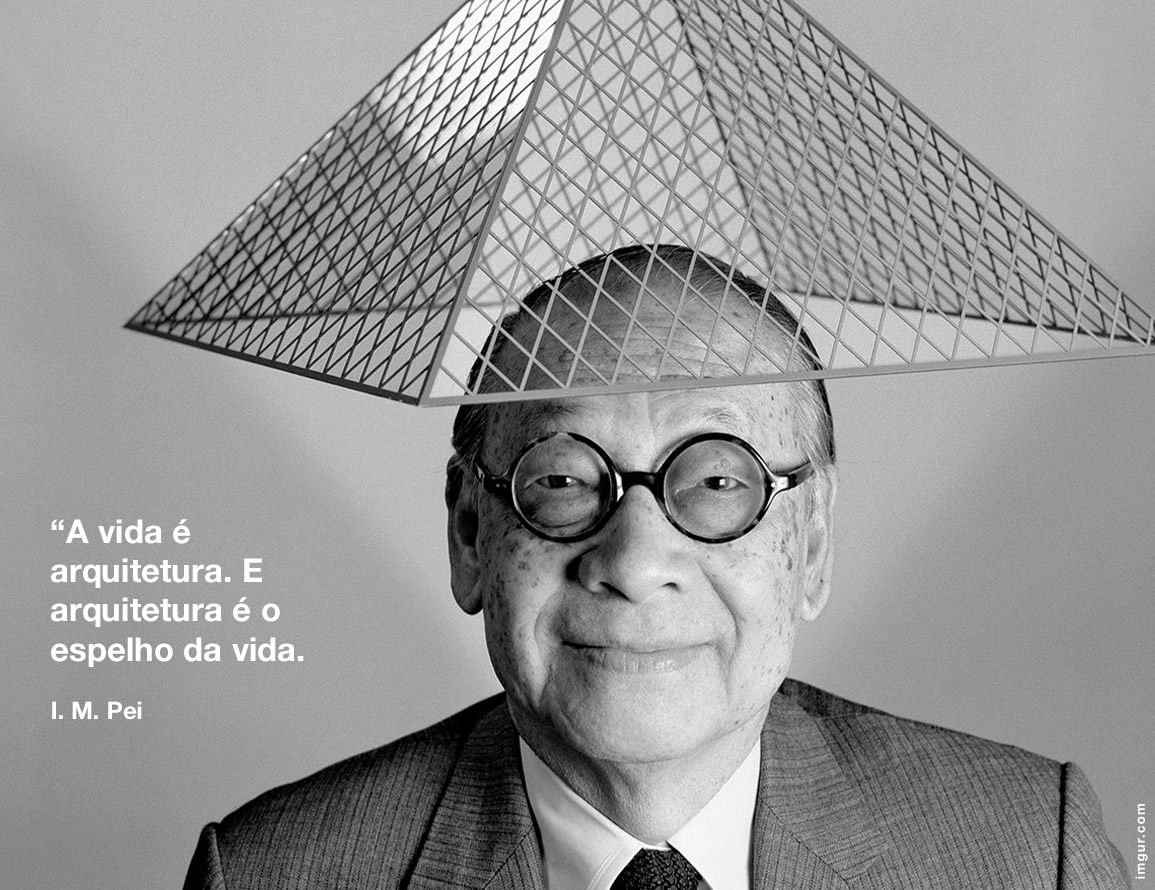 “A vida é
arquitetura. E
arquitetura é o
espelho da vida.
I. M. Pei
imgur.com